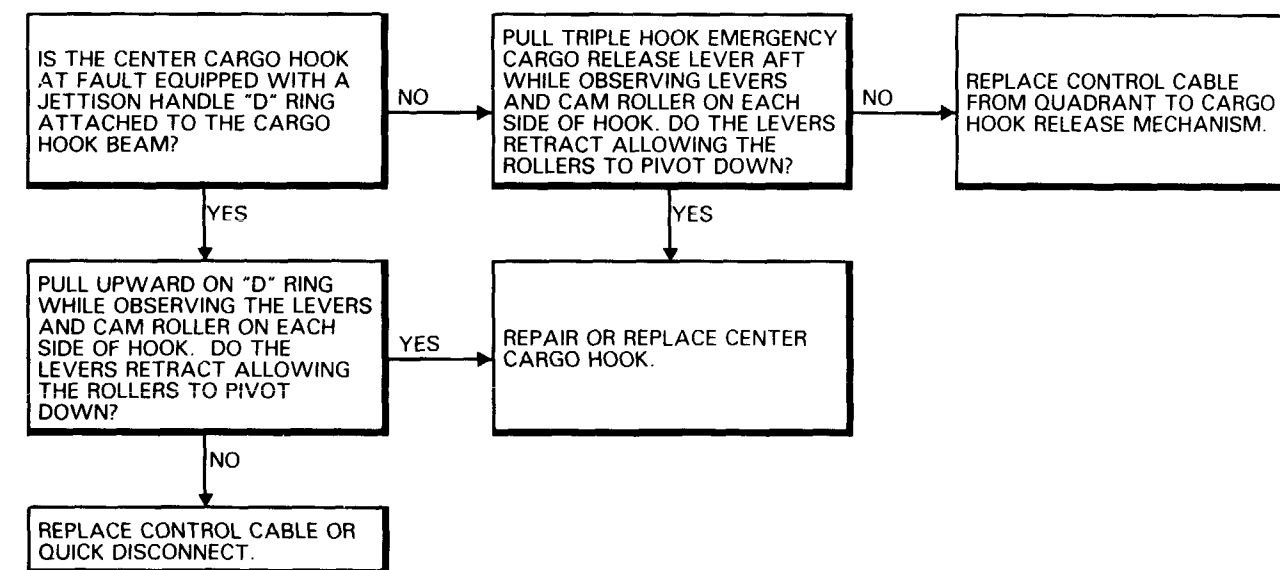 IS THE CENTER CARGO HOOK
AT FAULT EQUIPPED WITH A
JETTISON HANDLE "D" RING
ATTACHED TO THE CARGO
HOOK BEAM?
NO
PULL TRIPLE HOOK EMERGENCY
CARGO RELEASE LEVER AFT
WHILE OBSERVING LEVERS
AND CAM ROLLER ON EACH
SIDE OF HOOK. DO THE LEVERS
RETRACT ALLOWING THE
ROLLERS TO PIVOT DOWN?
NO
REPLACE CONTROL CABLE
FROM QUADRANT TO CARGO
HOOK RELEASE MECHANISM.
YES
YES
PULL UPWARD ON "D" RING
WHILE OBSERVING THE LEVERS
AND CAM ROLLER ON EACH
SIDE OF HOOK. DO THE
LEVERS RETRACT ALLOWING
THE ROLLERS TO PIVOT
DOWN?
YES
REPAIR OR REPLACE CENTER
CARGO HOOK.
NO
REPLACE CONTROL CABLE OR
QUICK DISCONNECT.